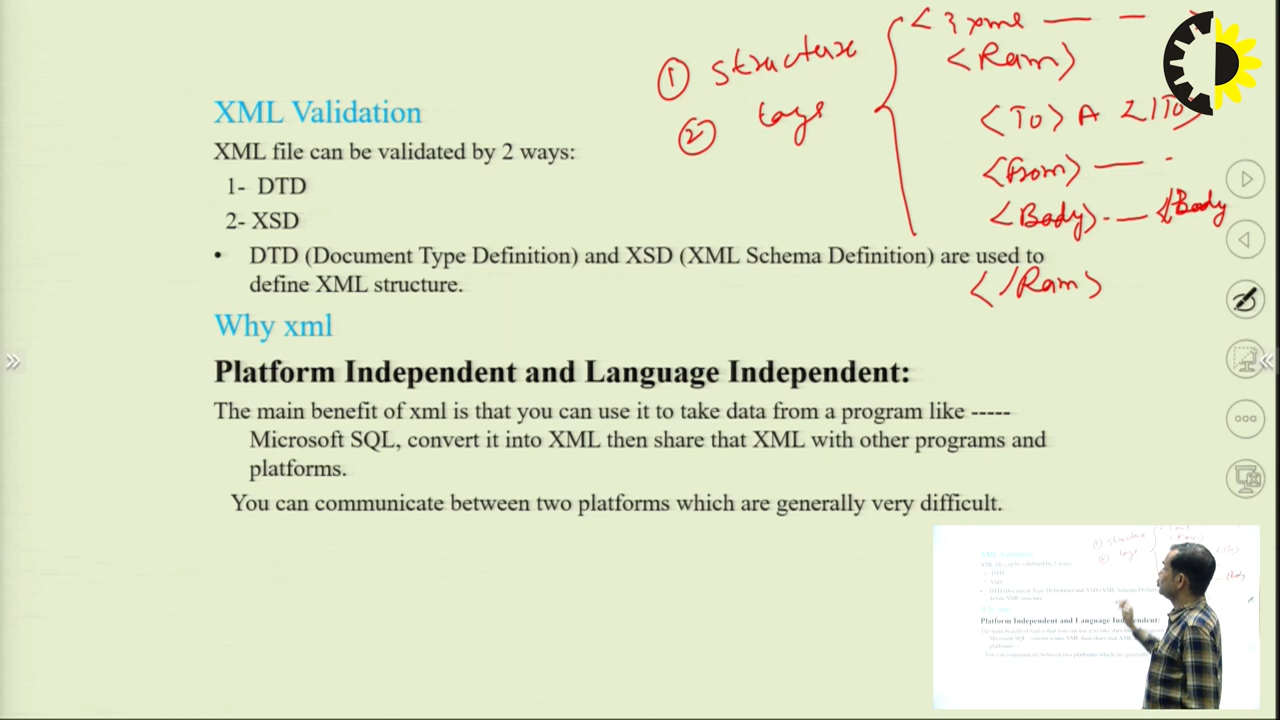 XML Validation
XML file can be validated by 2 ways:
1- DTD
2- XSD
• DTD (Document Type Definition) and XSD (XML Schema Definition) are used to
define XML structure.
Why xml
Platform Independent and Language Independent:
The main benefit of xml is that you can use it to take data from a program like -----
Microsoft SQL, convert it into XML then share that XML with other programs and
platforms.
You can communicate between two platforms which are generally very difficult.
① structure
② tags
<?xml — -
<Ram>
<To> A </To>
<from> — -
<Body> - — </Body
</Ram>